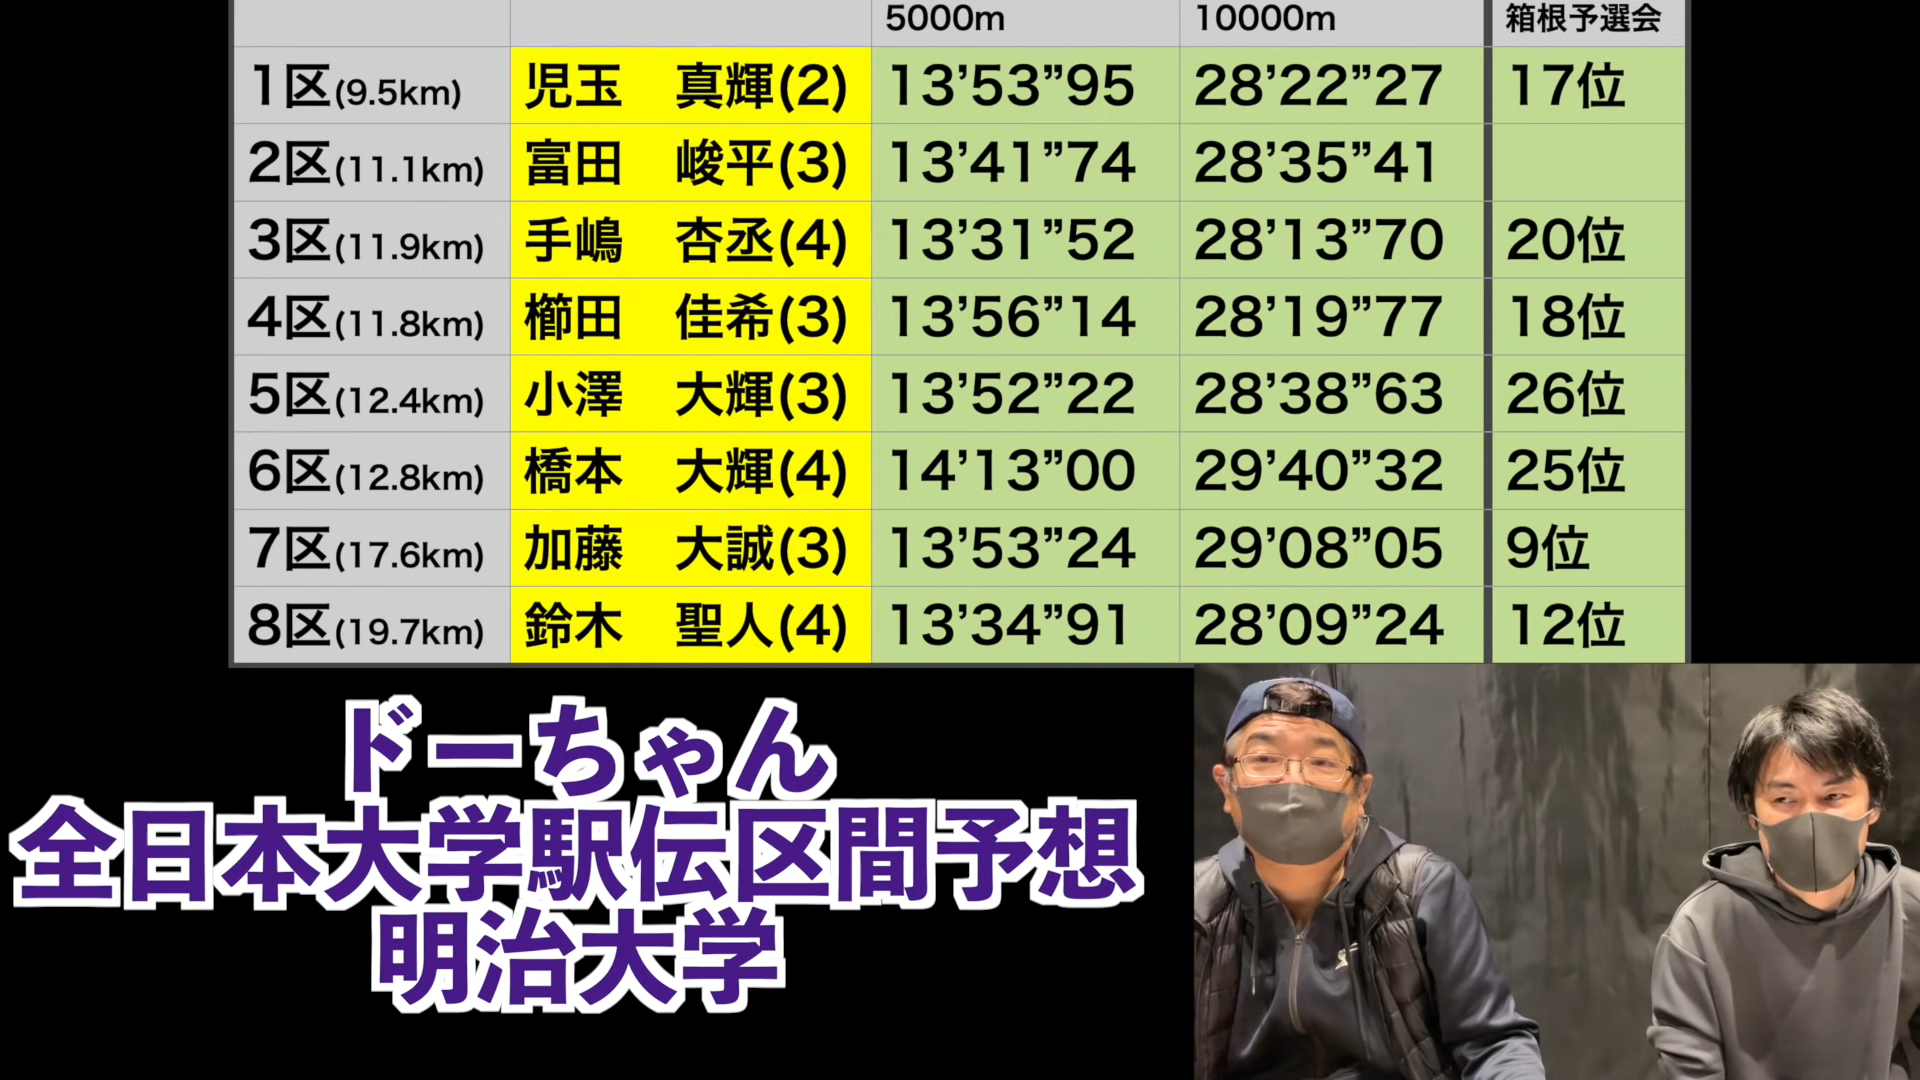 5000m 10000m 箱根予選会
1区(9.5km) 児玉 真輝(2) 13’53”95 28’22”27 17位
2区(11.1km) 富田 峻平(3) 13’41”74 28’35”41
3区(11.9km) 手嶋 杏丞(4) 13’31”52 28’13”70 20位
4区(11.8km) 櫛田 佳希(3) 13’56”14 28’19”77 18位
5区(12.4km) 小澤 大輝(3) 13’52”22 28’38”63 26位
6区(12.8km) 橋本 大輝(4) 14’13”00 29’40”32 25位
7区(17.6km) 加藤 大誠(3) 13’53”24 29’08”05 9位
8区(19.7km) 鈴木 聖人(4) 13’34”91 28’09”24 12位
ドーちゃん
全日本大学駅伝区間予想
明治大学